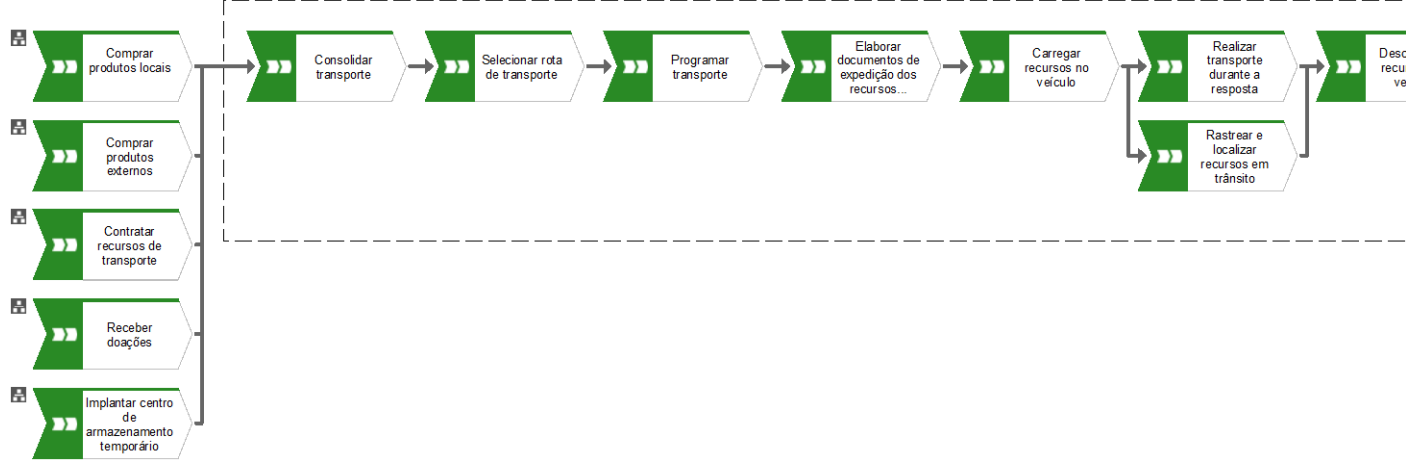 Comprar
produtos locais
Consolidar
transporte
Selecionar rota
de transporte
Programar
transporte
Elaborar
documentos de
expedição dos
recursos...
Carregar
recursos no
veículo
Realizar
transporte
durante a
resposta
Comprar
produtos
externos
Rastrear e
localizar
recursos em
trânsito
Contratar
recursos de
transporte
Receber
doações
Implantar centro
de
armazenamento
temporário